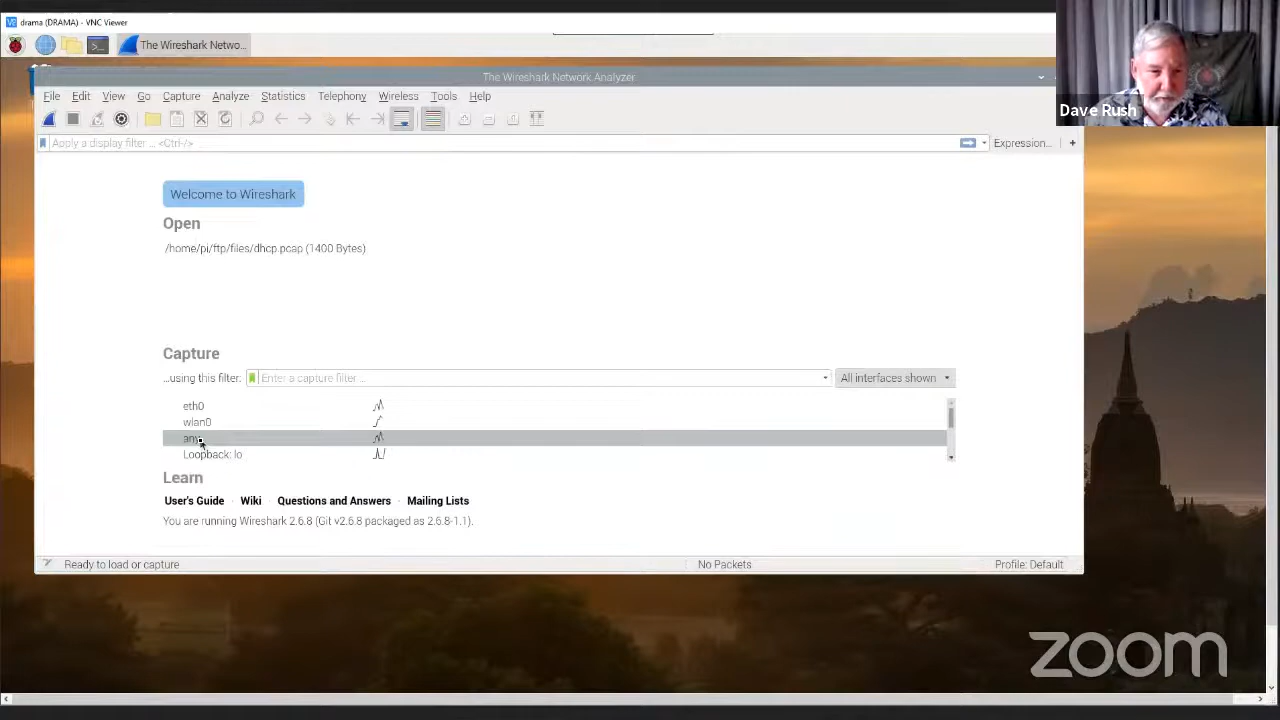 drama (DRAMA) - VNC Viewer
The Wireshark Netwo...
The Wireshark Network Analyzer
File Edit View Go Capture Analyze Statistics Telephony Wireless Tools Help
Dave Rush
Apply a display filter ... <Ctrl-/>
Expression... +
Welcome to Wireshark
Open
/home/pi/ftp/files/dhcp.pcap (1400 Bytes)
Capture
...using this filter: Enter a capture filter ... All interfaces shown
eth0
wlan0
any
Loopback: lo
Learn
User's Guide · Wiki · Questions and Answers · Mailing Lists
You are running Wireshark 2.6.8 (Git v2.6.8 packaged as 2.6.8-1.1).
Ready to load or capture No Packets Profile: Default
zoom